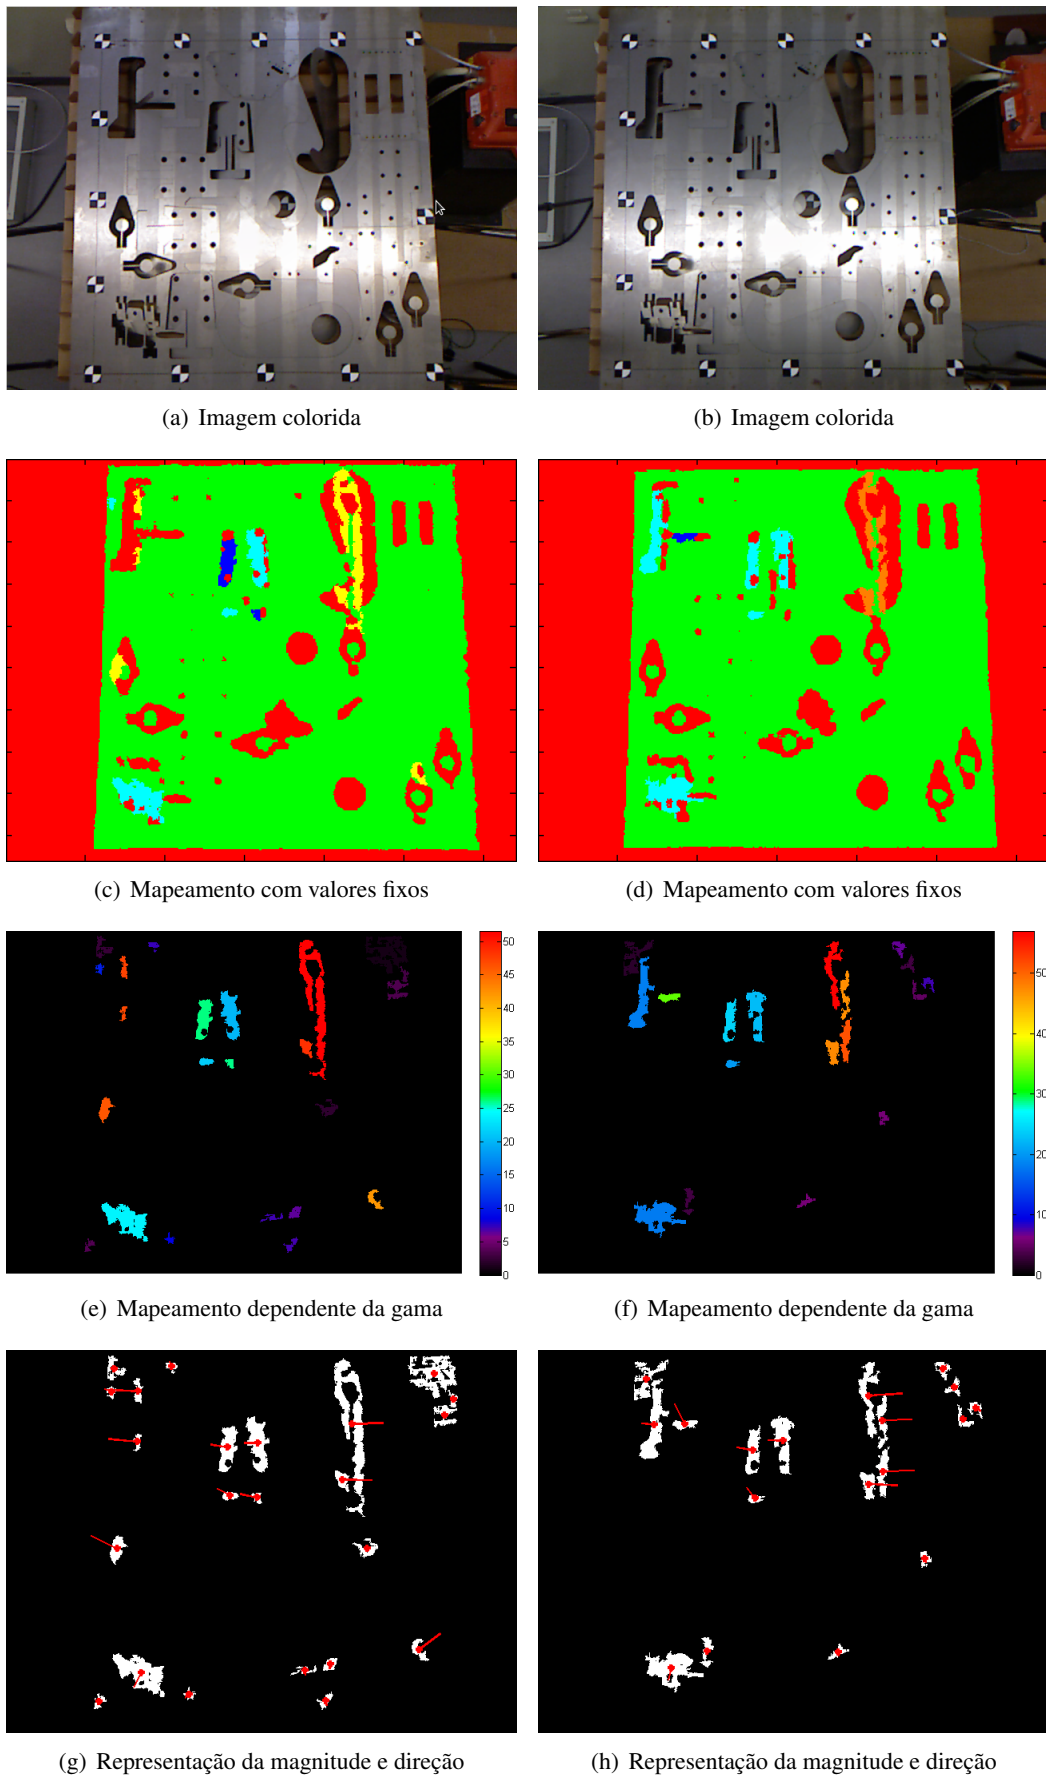 (a) Imagem colorida
(b) Imagem colorida
(c) Mapeamento com valores fixos
(d) Mapeamento com valores fixos
50
45
40
35
30
25
20
15
10
5
0
50
40
30
20
10
0
(e) Mapeamento dependente da gama
(f) Mapeamento dependente da gama
(g) Representação da magnitude e direção
(h) Representação da magnitude e direção